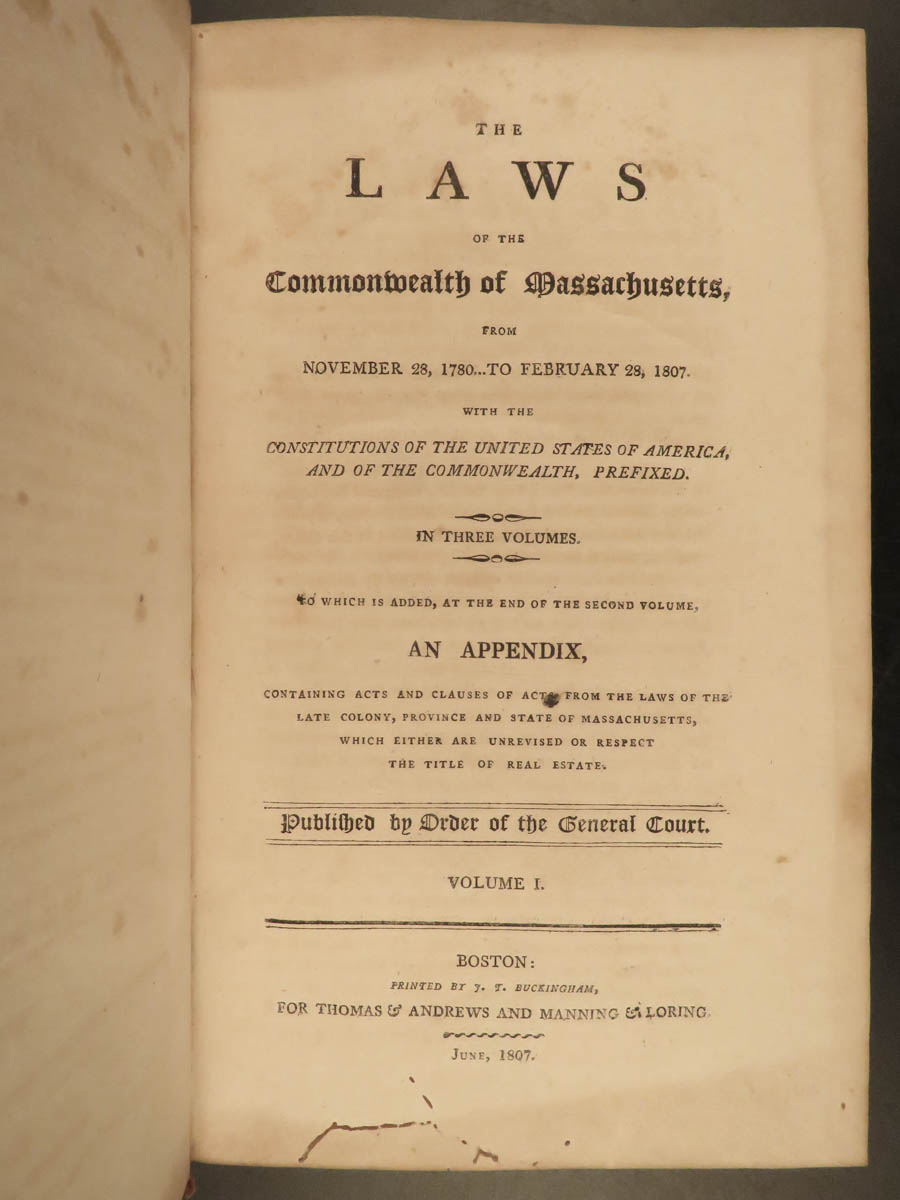 THE
LAWS
OF THE
Commonwealth of Massachusetts,
FROM
NOVEMBER 28, 1780...TO FEBRUARY 28, 1807.
WITH THE
CONSTITUTIONS OF THE UNITED STATES OF AMERICA,
AND OF THE COMMONWEALTH, PREFIXED.
IN THREE VOLUMES.
TO WHICH IS ADDED, AT THE END OF THE SECOND VOLUME,
AN APPENDIX,
CONTAINING ACTS AND CLAUSES OF ACTS FROM THE LAWS OF THE
LATE COLONY, PROVINCE AND STATE OF MASSACHUSETTS,
WHICH EITHER ARE UNREVISED OR RESPECT
THE TITLE OF REAL ESTATE.
Publiſhed by Order of the General Court.
VOLUME I.
BOSTON:
PRINTED BY J. T. BUCKINGHAM,
FOR THOMAS & ANDREWS AND MANNING & LORING.
JUNE, 1807.